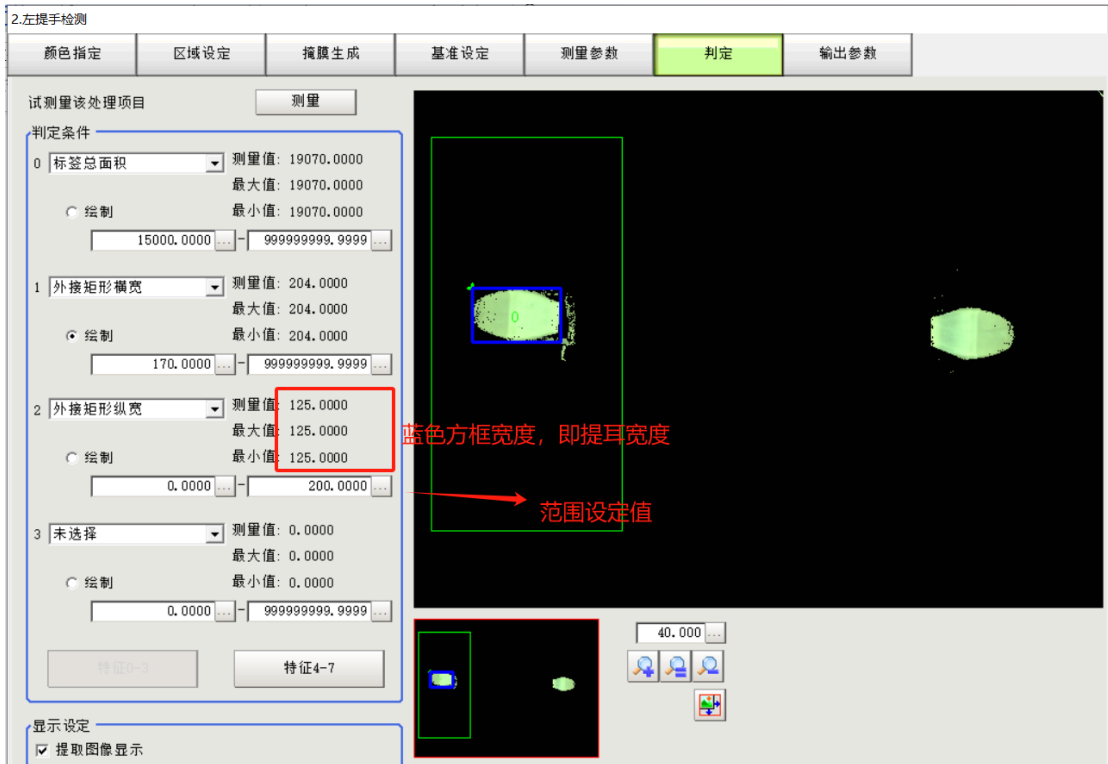 2.左提手检测
颜色指定 区域设定 掩膜生成 基准设定 测量参数 判定 输出参数
试测量该处理项目 测量
判定条件
0 标签总面积 测量值: 19070.0000
最大值: 19070.0000
绘制 最小值: 19070.0000
15000.0000 ... - 999999999.9999 ...
1 外接矩形横宽 测量值: 204.0000
最大值: 204.0000
绘制 最小值: 204.0000
170.0000 ... - 999999999.9999 ...
2 外接矩形纵宽 测量值: 125.0000
最大值: 125.0000
蓝色方框宽度，即提耳宽度
绘制 最小值: 125.0000
0.0000 ... - 200.0000 ...
范围设定值
3 未选择 测量值: 0.0000
最大值: 0.0000
绘制 最小值: 0.0000
0.0000 ... - 999999999.9999 ...
特征0-3 特征4-7
显示设定
提取图像显示
0
40.000 ...